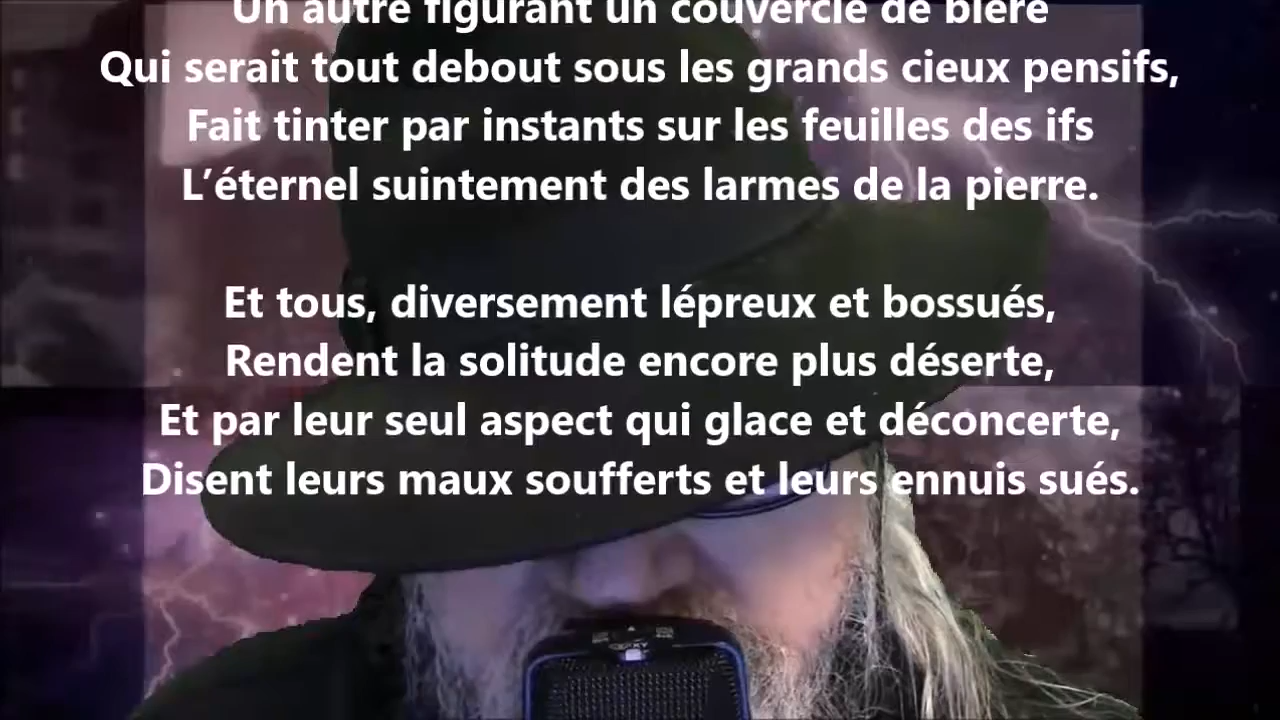 Un autre figurant un couvercle de bière
Qui serait tout debout sous les grands cieux pensifs,
Fait tinter par instants sur les feuilles des ifs
L’éternel suintement des larmes de la pierre.
Et tous, diversement lépreux et bossués,
Rendent la solitude encore plus déserte,
Et par leur seul aspect qui glace et déconcerte,
Disent leurs maux soufferts et leurs ennuis sués.